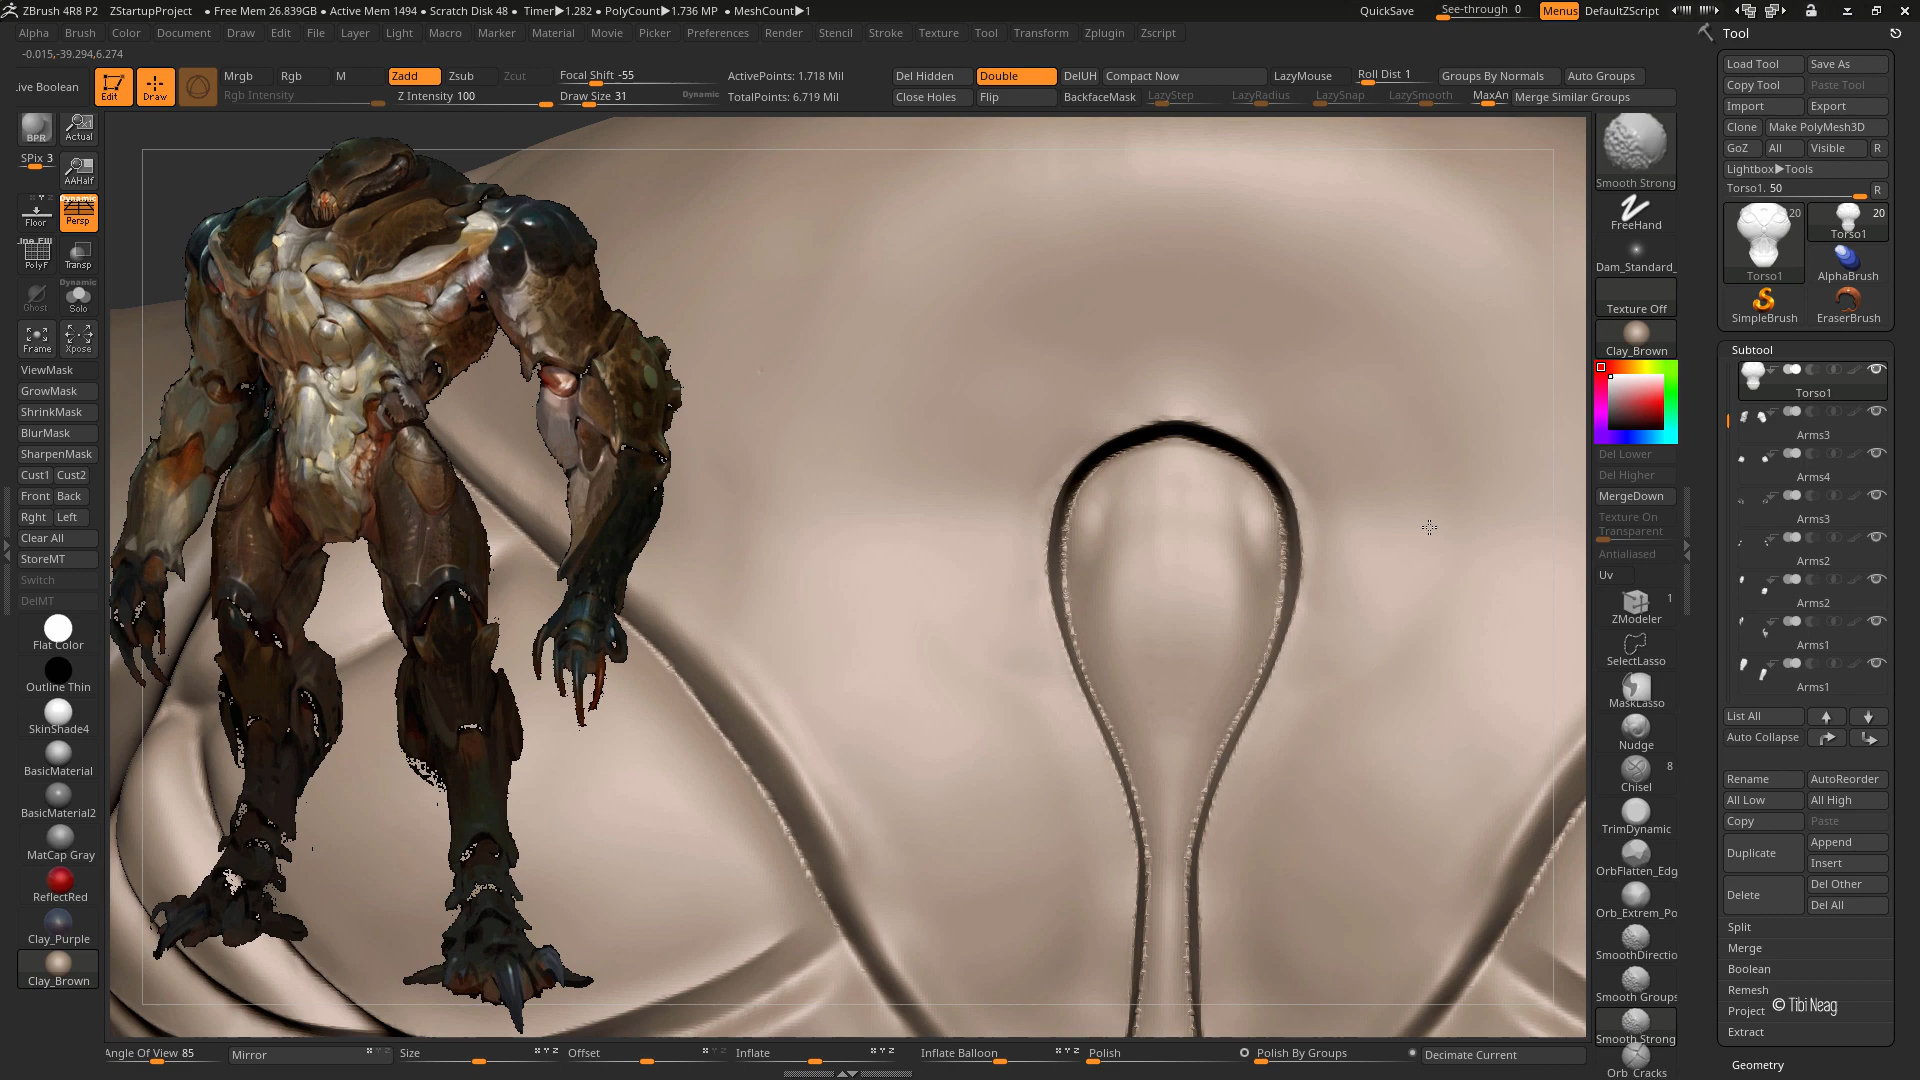 ZBrush 4R8 P2 ZStartupProject • Free Mem 26.839GB • Active Mem 1494 • Scratch Disk 48 • Timer▶1.282 • PolyCount▶1.736 MP • MeshCount▶1 QuickSave See-through 0 Menus DefaultZScript
Alpha Brush Color Document Draw Edit File Layer Light Macro Marker Material Movie Picker Preferences Render Stencil Stroke Texture Tool Transform Zplugin Zscript
-0.015,-39.294,6.274
ive Boolean Edit Draw
Mrgb Rgb M Zadd Zsub Zcut Focal Shift -55 ActivePoints: 1.718 Mil Del Hidden Double DelUH Compact Now LazyMouse Roll Dist 1 Groups By Normals Auto Groups
Rgb Intensity Z Intensity 100 Draw Size 31 Dynamic TotalPoints: 6.719 Mil Close Holes Flip BackfaceMask LazyStep LazyRadius LazySnap LazySmooth MaxAn Merge Similar Groups
BPR Actual
SPix 3
AAHalf
Dynamic
Floor Persp
ine Fill
PolyF Transp
Dynamic
Ghost Solo
Frame Xpose
ViewMask
GrowMask
ShrinkMask
BlurMask
SharpenMask
Cust1 Cust2
Front Back
Rght Left
Clear All
StoreMT
Switch
DelMT
Flat Color
Outline Thin
SkinShade4
BasicMaterial
BasicMaterial2
MatCap Gray
ReflectRed
Clay_Purple
Clay_Brown
Angle Of View 85 Mirror Size Offset Inflate Inflate Balloon Polish Polish By Groups Decimate Current
Smooth Strong
FreeHand
Dam_Standard_
Texture Off
Clay_Brown
Del Lower
Del Higher
MergeDown
Texture On
Transparent
Antialiased
Uv
1
ZModeler
SelectLasso
MaskLasso
Nudge
8
Chisel
TrimDynamic
OrbFlatten_Edg
Orb_Extrem_Po
SmoothDirectio
Smooth Groups
Smooth Strong
Orb_Cracks
Tool
Load Tool Save As
Copy Tool Paste Tool
Import Export
Clone Make PolyMesh3D
GoZ All Visible R
Lightbox▶Tools
Torso1. 50 R
20 20
Torso1
Torso1 AlphaBrush
SimpleBrush EraserBrush
Subtool
Torso1
Arms3
Arms4
Arms3
Arms2
Arms2
Arms1
Arms1
List All
Auto Collapse
Rename AutoReorder
All Low All High
Copy Paste
Duplicate Append
Insert
Delete Del Other
Del All
Split
Merge
Boolean
Remesh
Project
© Tibi Neag
Extract
Geometry